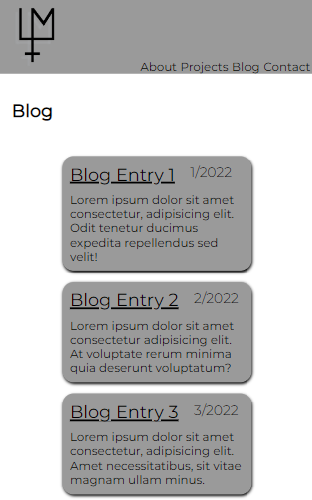 LM
About Projects Blog Contact
Blog
Blog Entry 1 1/2022
Lorem ipsum dolor sit amet
consectetur, adipisicing elit.
Odit tenetur ducimus
expedita repellendus sed
velit!
Blog Entry 2 2/2022
Lorem ipsum dolor sit amet
consectetur adipisicing elit.
At voluptate rerum minima
quia deserunt voluptatum?
Blog Entry 3 3/2022
Lorem ipsum dolor sit amet
consectetur, adipisicing elit.
Amet necessitatibus, sit vitae
magnam ullam minus.